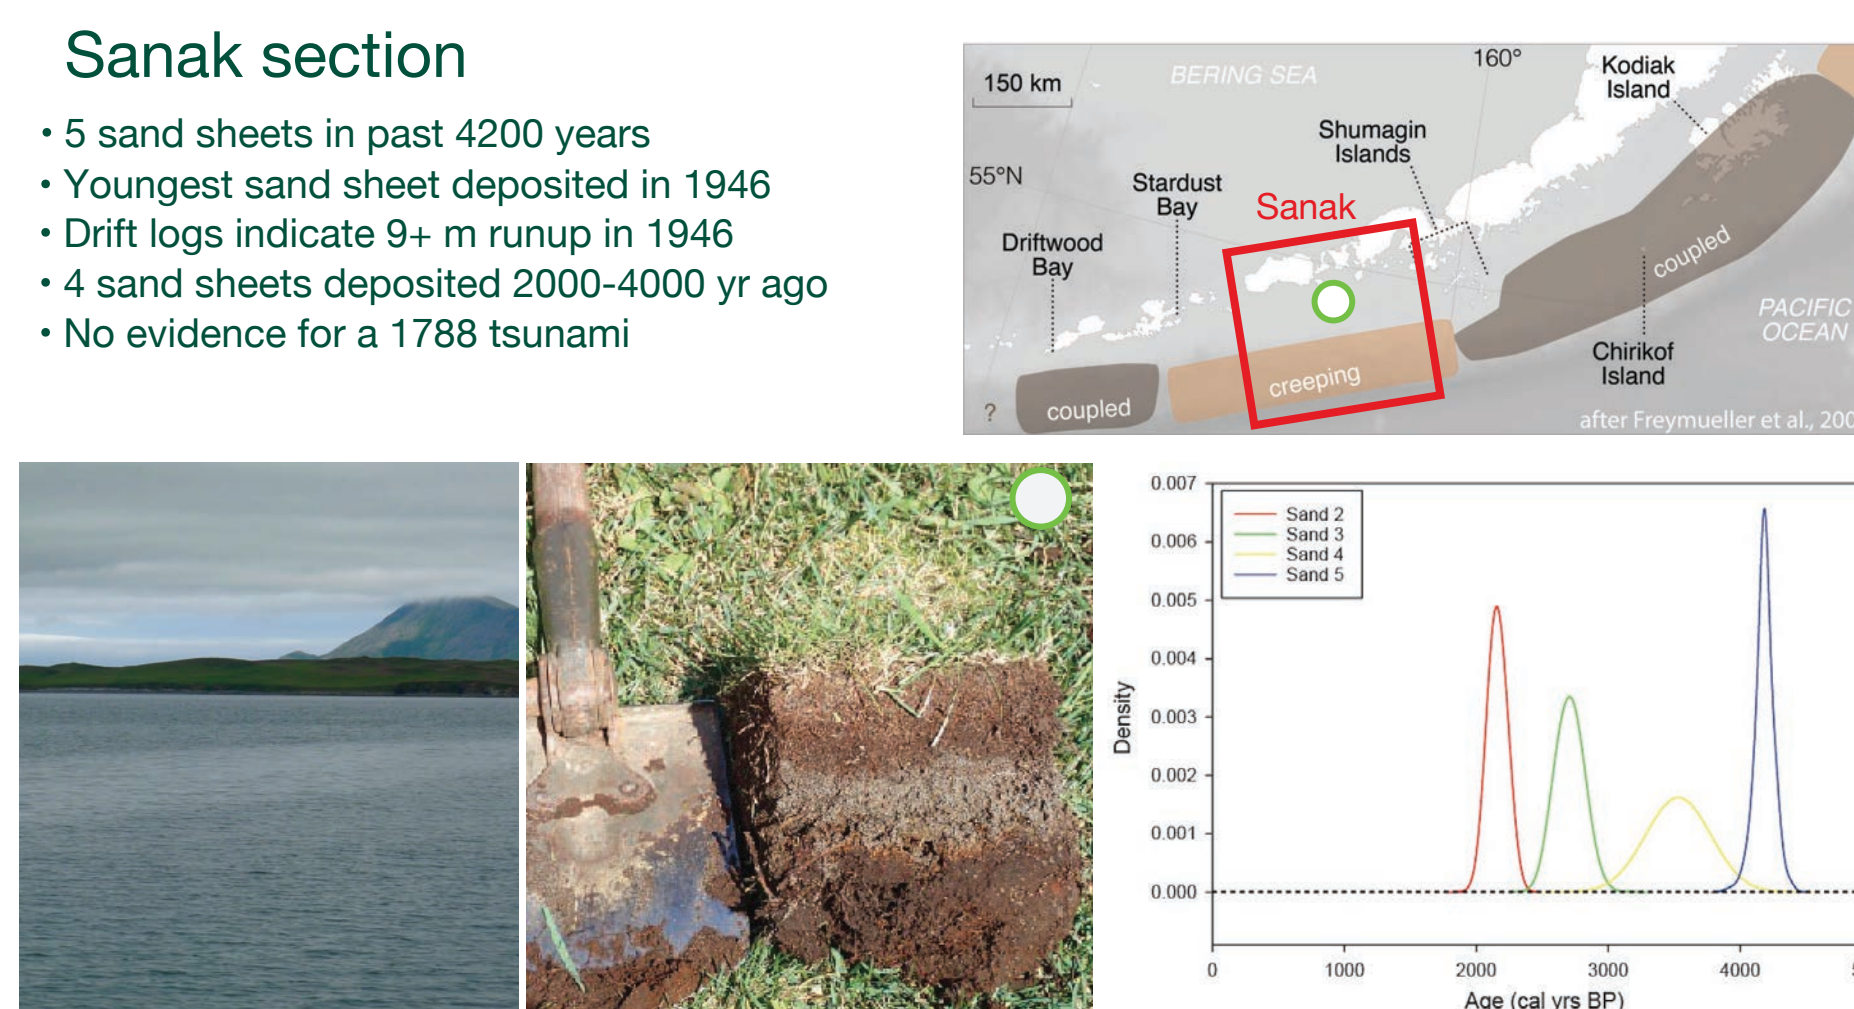 Sanak section
• 5 sand sheets in past 4200 years
• Youngest sand sheet deposited in 1946
• Drift logs indicate 9+ m runup in 1946
• 4 sand sheets deposited 2000-4000 yr ago
• No evidence for a 1788 tsunami
150 km
BERING SEA
160°
Kodiak
Island
Shumagin
Islands
55°N
Stardust
Bay
Sanak
Driftwood
Bay
coupled
PACIFIC
OCEAN
Chirikof
Island
creeping
?
coupled
after Freymueller et al., 200
0.007
0.006
0.005
0.004
0.003
0.002
0.001
0.000
Density
Sand 2
Sand 3
Sand 4
Sand 5
0
1000
2000
3000
4000
Age (cal yrs BP)